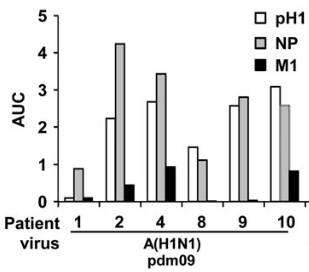 5
4
3
2
1
0
AUC
pH1
NP
M1
Patient virus 1 2 4 8 9 10
A(H1N1)
pdm09